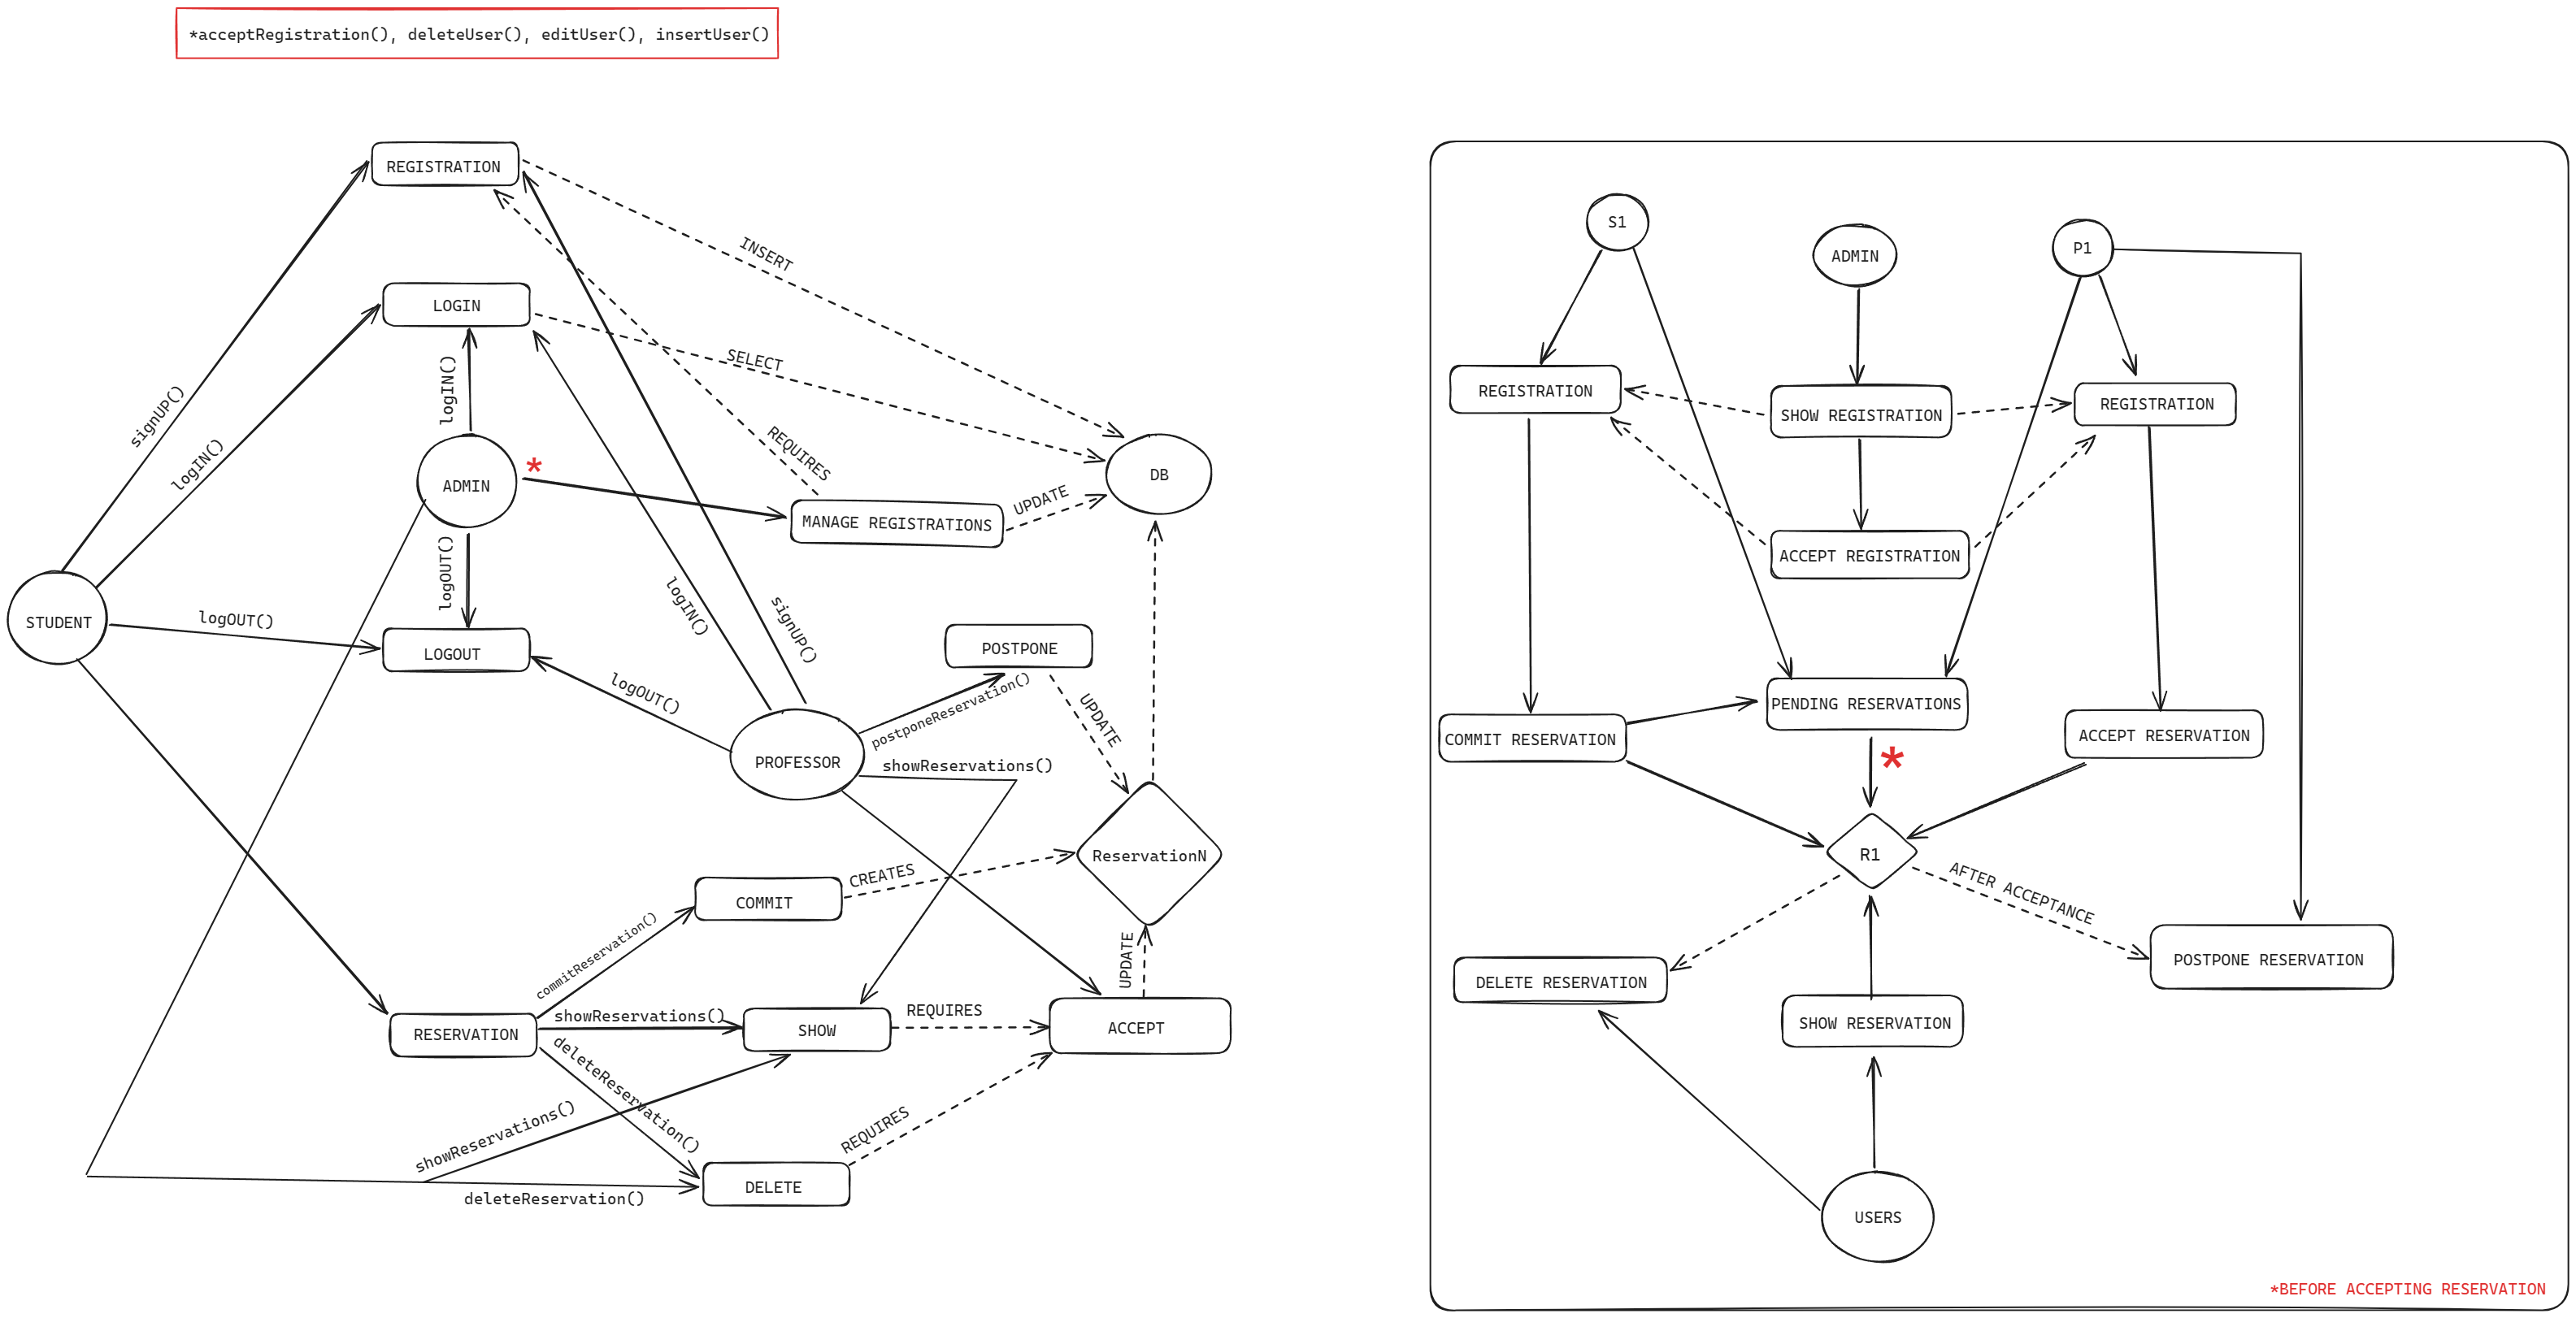 *acceptRegistration(), deleteUser(), editUser(), insertUser()
REGISTRATION
INSERT
LOGIN
SELECT
signUP()
logIN()
logIN()
REQUIRES
ADMIN
*
MANAGE REGISTRATIONS
UPDATE
DB
logOUT()
STUDENT
logOUT()
LOGOUT
logIN()
signUP()
logOUT()
POSTPONE
postponeReservation()
UPDATE
PROFESSOR
showReservations()
ReservationN
COMMIT
CREATES
commitReservation()
UPDATE
RESERVATION
showReservations()
SHOW
REQUIRES
ACCEPT
deleteReservation()
showReservations()
REQUIRES
DELETE
deleteReservation()
S1
ADMIN
P1
REGISTRATION
SHOW REGISTRATION
REGISTRATION
ACCEPT REGISTRATION
PENDING RESERVATIONS
COMMIT RESERVATION
ACCEPT RESERVATION
*
R1
AFTER ACCEPTANCE
DELETE RESERVATION
POSTPONE RESERVATION
SHOW RESERVATION
USERS
*BEFORE ACCEPTING RESERVATION